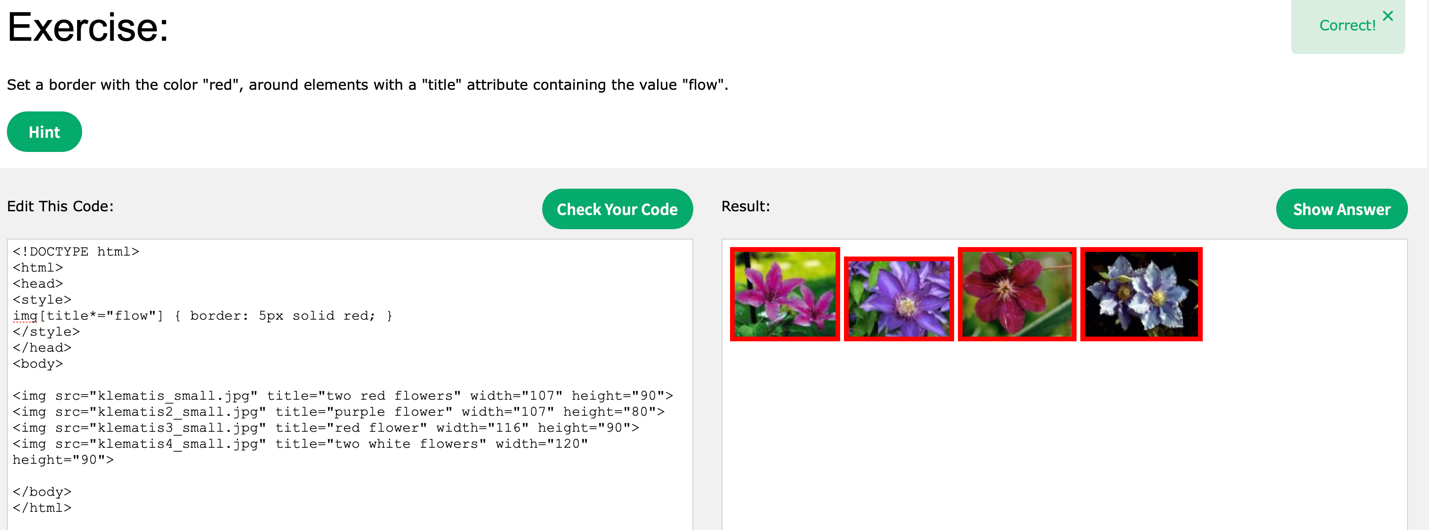 Exercise:
Correct! ×
Set a border with the color "red", around elements with a "title" attribute containing the value "flow".
Hint
Edit This Code:
Check Your Code
Result:
Show Answer
<!DOCTYPE html>
<html>
<head>
<style>
img[title*="flow"] { border: 5px solid red; }
</style>
</head>
<body>
<img src="klematis_small.jpg" title="two red flowers" width="107" height="90">
<img src="klematis2_small.jpg" title="purple flower" width="107" height="80">
<img src="klematis3_small.jpg" title="red flower" width="116" height="90">
<img src="klematis4_small.jpg" title="two white flowers" width="120"
height="90">
</body>
</html>